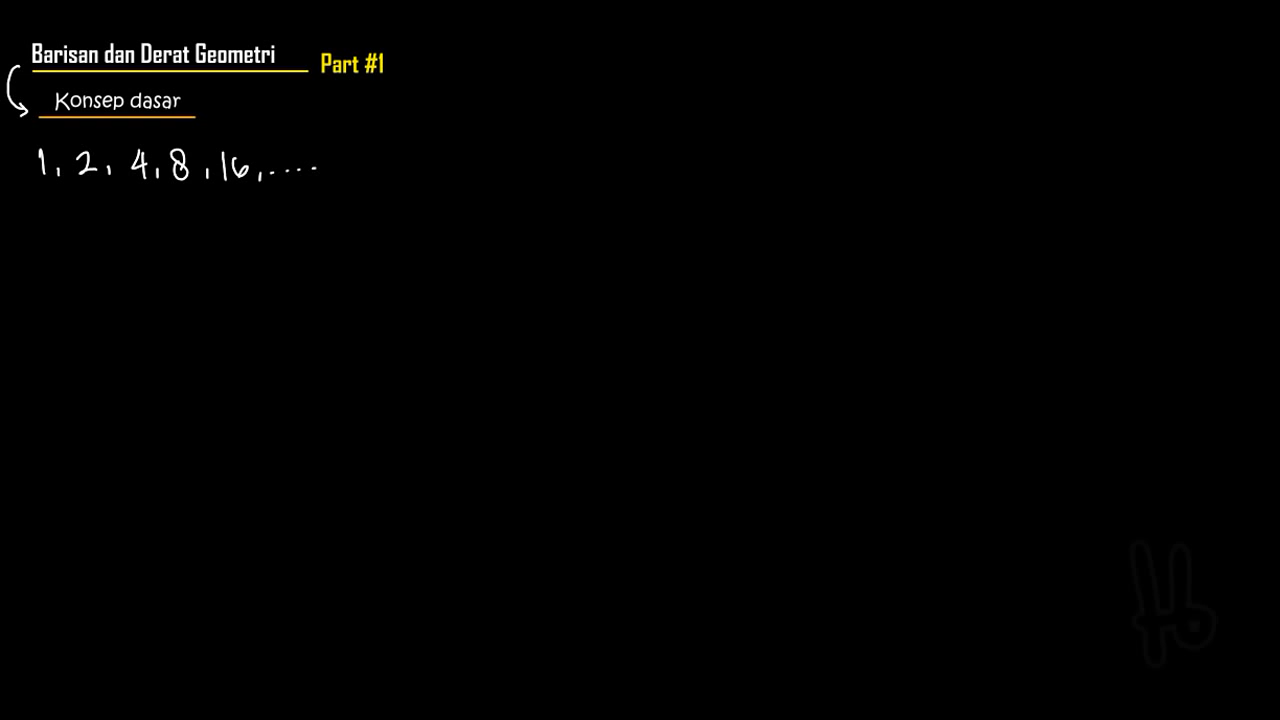 Barisan dan Derat Geometri Part #1
Konsep dasar
1, 2, 4, 8, 16, ....